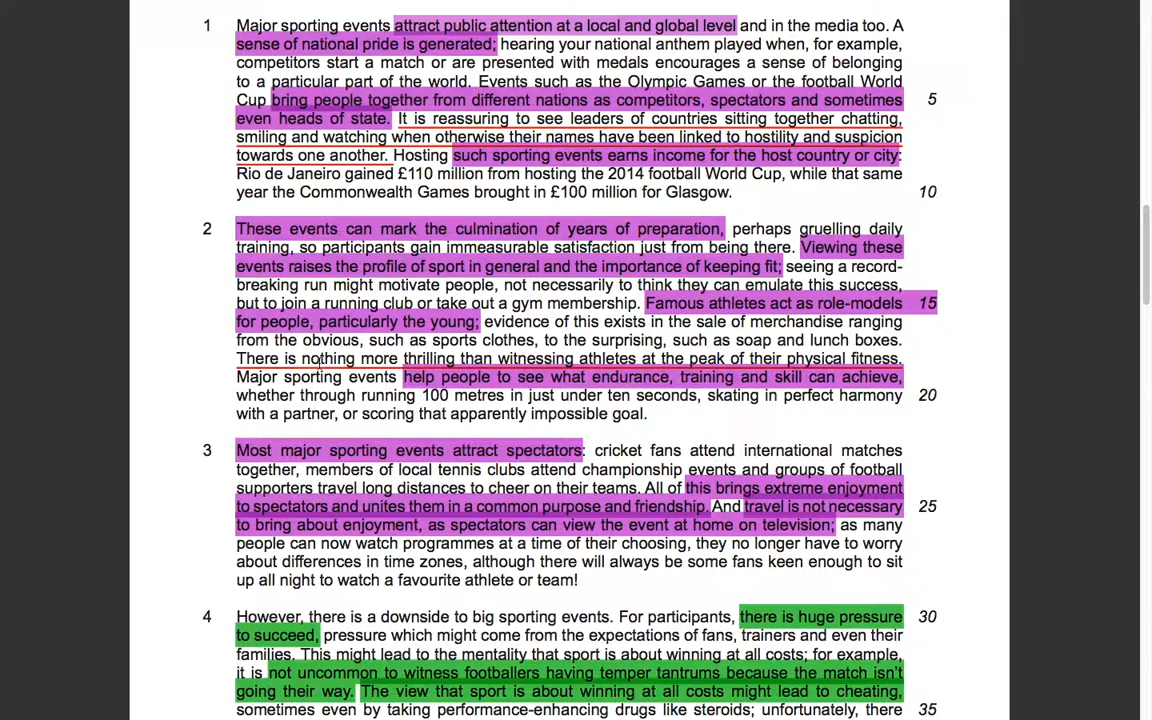 1 Major sporting events attract public attention at a local and global level and in the media too. A
sense of national pride is generated; hearing your national anthem played when, for example,
competitors start a match or are presented with medals encourages a sense of belonging
to a particular part of the world. Events such as the Olympic Games or the football World
Cup bring people together from different nations as competitors, spectators and sometimes 5
even heads of state. It is reassuring to see leaders of countries sitting together chatting,
smiling and watching when otherwise their names have been linked to hostility and suspicion
towards one another. Hosting such sporting events earns income for the host country or city:
Rio de Janeiro gained £110 million from hosting the 2014 football World Cup, while that same
year the Commonwealth Games brought in £100 million for Glasgow. 10
2 These events can mark the culmination of years of preparation, perhaps gruelling daily
training, so participants gain immeasurable satisfaction just from being there. Viewing these
events raises the profile of sport in general and the importance of keeping fit; seeing a record-
breaking run might motivate people, not necessarily to think they can emulate this success,
but to join a running club or take out a gym membership. Famous athletes act as role-models 15
for people, particularly the young; evidence of this exists in the sale of merchandise ranging
from the obvious, such as sports clothes, to the surprising, such as soap and lunch boxes.
There is nothing more thrilling than witnessing athletes at the peak of their physical fitness.
Major sporting events help people to see what endurance, training and skill can achieve,
whether through running 100 metres in just under ten seconds, skating in perfect harmony 20
with a partner, or scoring that apparently impossible goal.
3 Most major sporting events attract spectators: cricket fans attend international matches
together, members of local tennis clubs attend championship events and groups of football
supporters travel long distances to cheer on their teams. All of this brings extreme enjoyment
to spectators and unites them in a common purpose and friendship. And travel is not necessary 25
to bring about enjoyment, as spectators can view the event at home on television; as many
people can now watch programmes at a time of their choosing, they no longer have to worry
about differences in time zones, although there will always be some fans keen enough to sit
up all night to watch a favourite athlete or team!
4 However, there is a downside to big sporting events. For participants, there is huge pressure 30
to succeed, pressure which might come from the expectations of fans, trainers and even their
families. This might lead to the mentality that sport is about winning at all costs; for example,
it is not uncommon to witness footballers having temper tantrums because the match isn't
going their way. The view that sport is about winning at all costs might lead to cheating,
sometimes even by taking performance-enhancing drugs like steroids; unfortunately, there 35